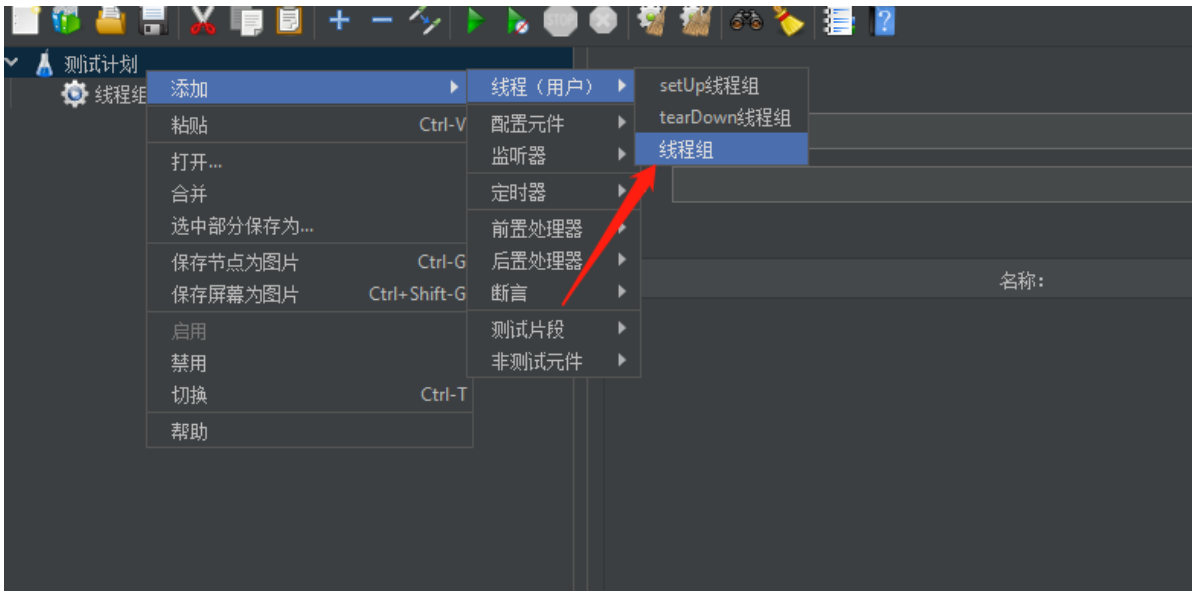 STOP
测试计划
线程组
添加
粘贴 Ctrl-V
打开...
合并
选中部分保存为...
保存节点为图片 Ctrl-G
保存屏幕为图片 Ctrl+Shift-G
启用
禁用
切换 Ctrl-T
帮助
线程（用户）
配置元件
监听器
定时器
前置处理器
后置处理器
断言
测试片段
非测试元件
setUp线程组
tearDown线程组
线程组
名称: